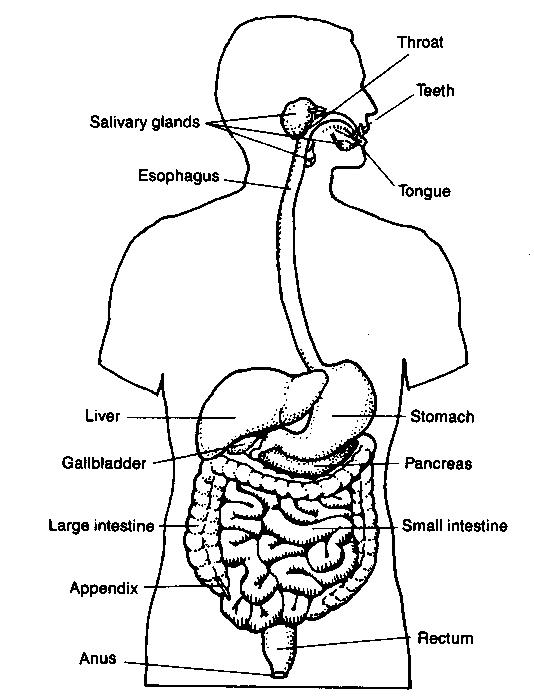 Throat
Teeth
Salivary glands
Esophagus
Tongue
Liver
Stomach
Gallbladder
Pancreas
Large intestine
Small intestine
Appendix
Rectum
Anus